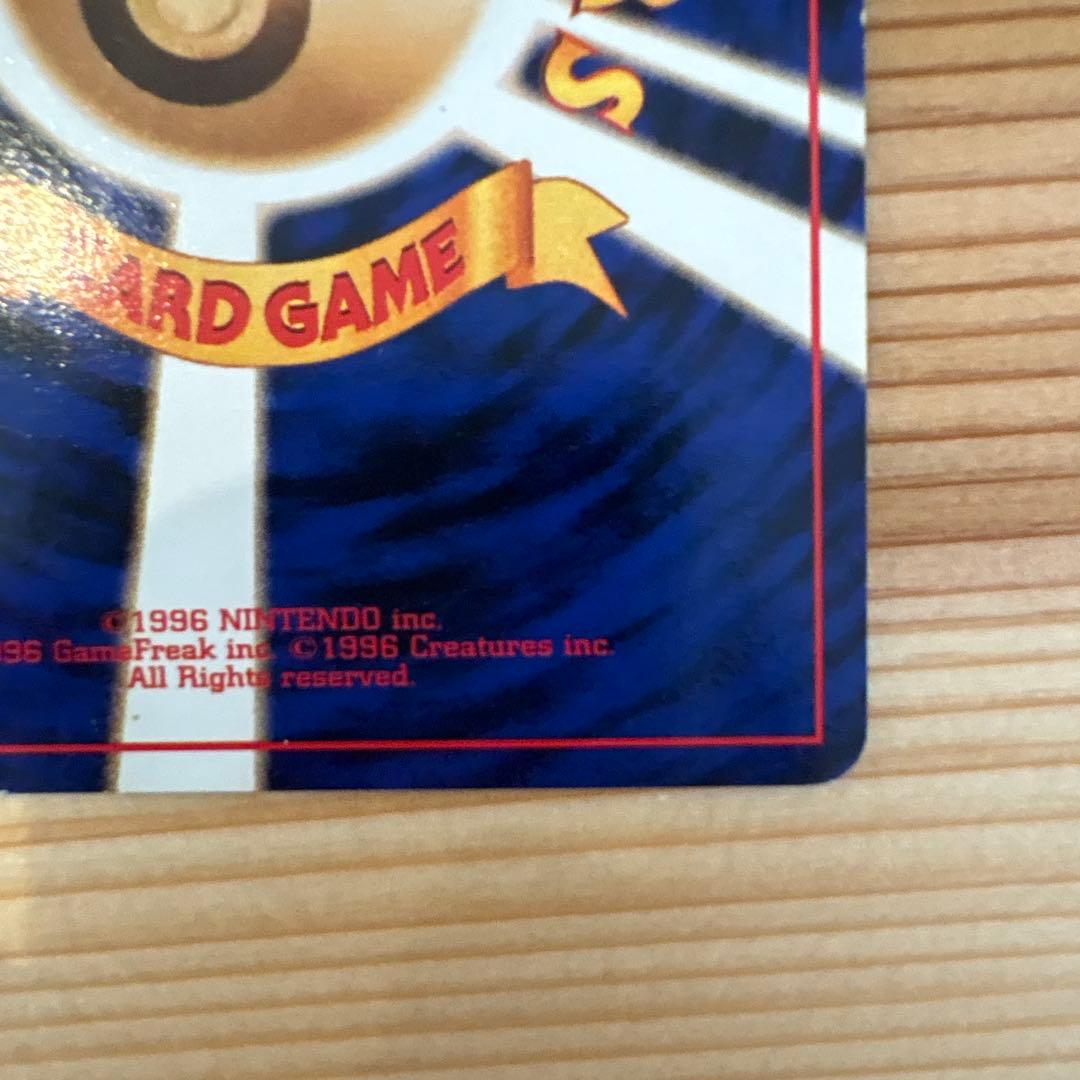 S
ARD GAME
©1996 NINTENDO inc.
96 GameFreak inc. ©1996 Creatures inc.
All Rights reserved.